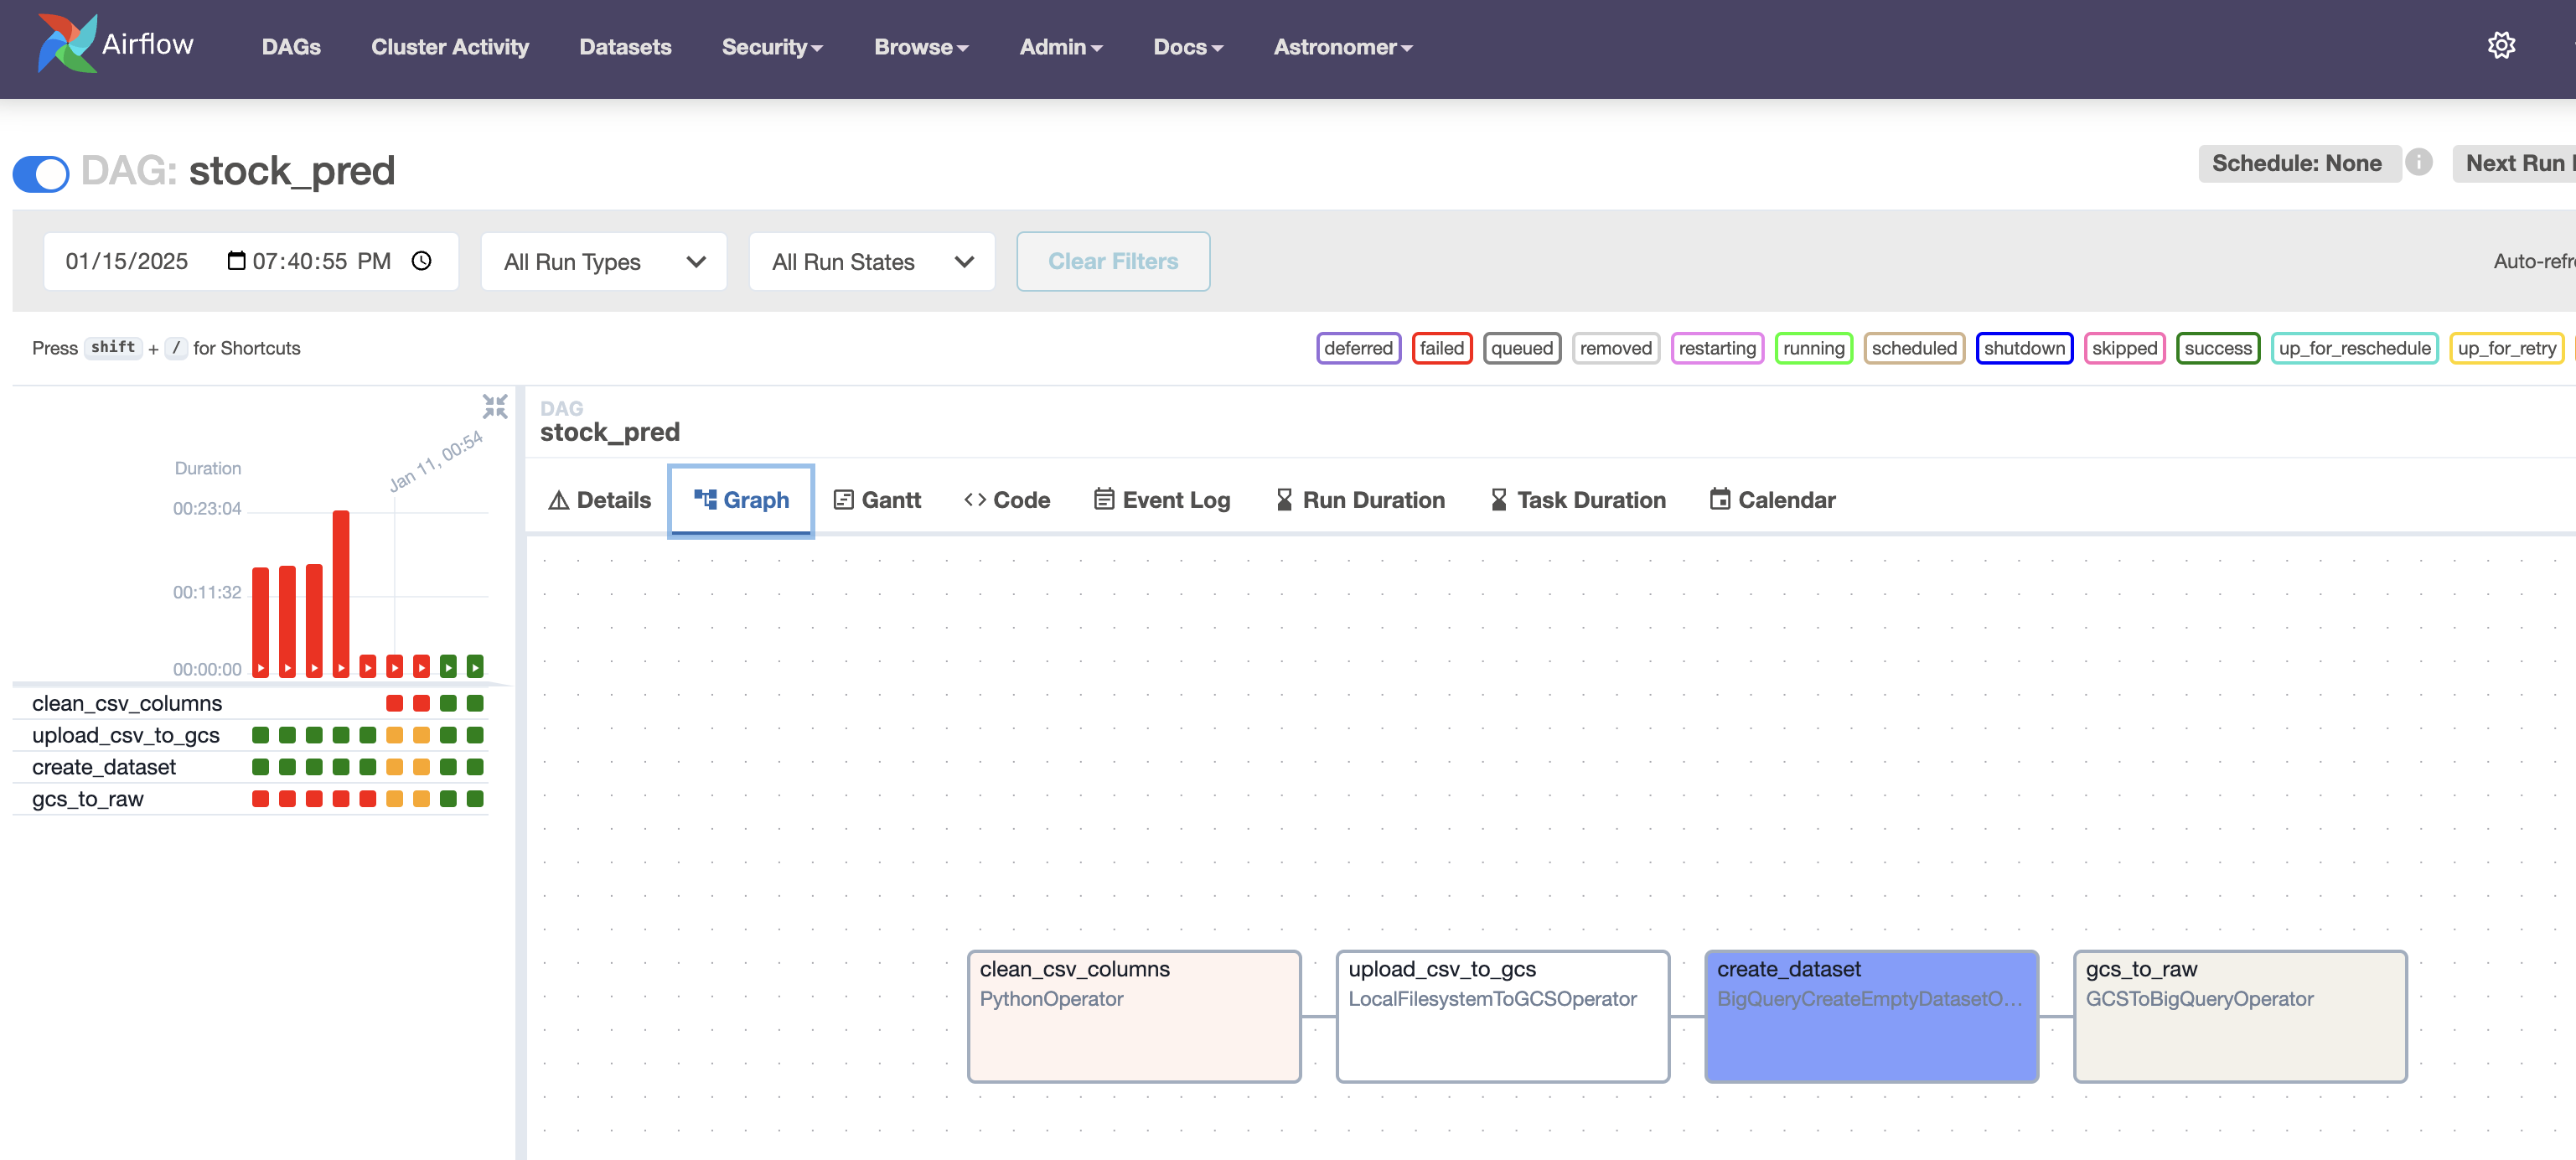 Airflow DAGs Cluster Activity Datasets Security Browse Admin Docs Astronomer
DAG: stock_pred
Schedule: None
Next Run
01/15/2025 07:40:55 PM
All Run Types
All Run States
Clear Filters
Auto-refr
Press shift + / for Shortcuts
deferred failed queued removed restarting running scheduled shutdown skipped success up_for_reschedule up_for_retry
Jan 11, 00:54
Duration
00:23:04
00:11:32
00:00:00
clean_csv_columns
upload_csv_to_gcs
create_dataset
gcs_to_raw
DAG
stock_pred
Details Graph Gantt Code Event Log Run Duration Task Duration Calendar
clean_csv_columns
PythonOperator
upload_csv_to_gcs
LocalFilesystemToGCSOperator
create_dataset
BigQueryCreateEmptyDatasetO...
gcs_to_raw
GCSToBigQueryOperator